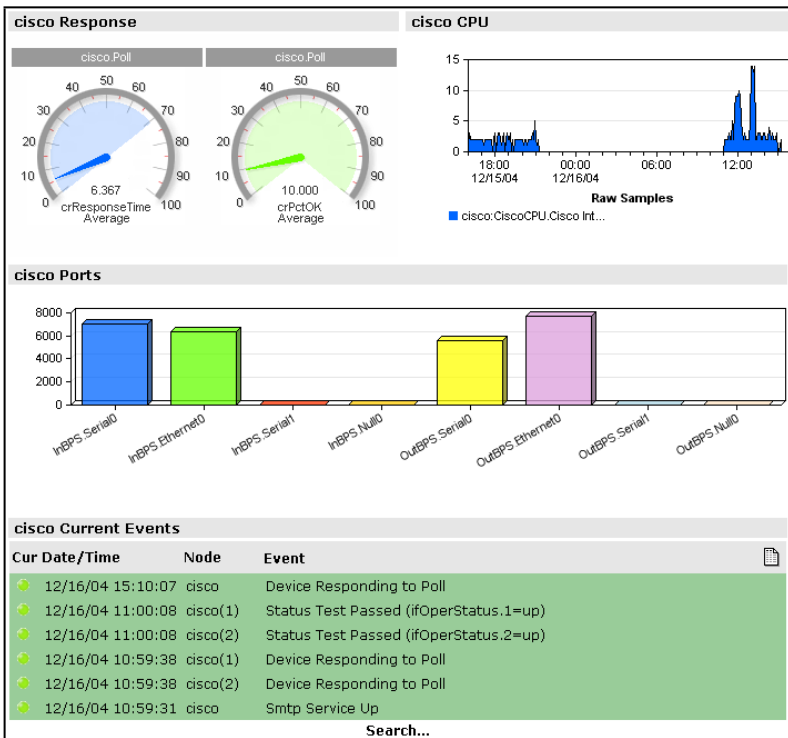 cisco Response
cisco CPU
cisco.Poll
cisco.Poll
0 10 20 30 40 50 60 70 80 90 100
6.367
crResponseTime
Average
0 10 20 30 40 50 60 70 80 90 100
10.000
crPctOK
Average
15
10
5
0
18:00 00:00 06:00 12:00
12/15/04 12/16/04
Raw Samples
cisco:CiscoCPU.Cisco Int...
cisco Ports
8000
6000
4000
2000
0
InBPS.Serial0
InBPS.Ethernet0
InBPS.Serial1
InBPS.Null0
OutBPS.Serial0
OutBPS.Ethernet0
OutBPS.Serial1
OutBPS.Null0
cisco Current Events
Cur Date/Time Node Event
12/16/04 15:10:07 cisco Device Responding to Poll
12/16/04 11:00:08 cisco(1) Status Test Passed (ifOperStatus.1=up)
12/16/04 11:00:08 cisco(2) Status Test Passed (ifOperStatus.2=up)
12/16/04 10:59:38 cisco(1) Device Responding to Poll
12/16/04 10:59:38 cisco(2) Device Responding to Poll
12/16/04 10:59:31 cisco Smtp Service Up
Search...